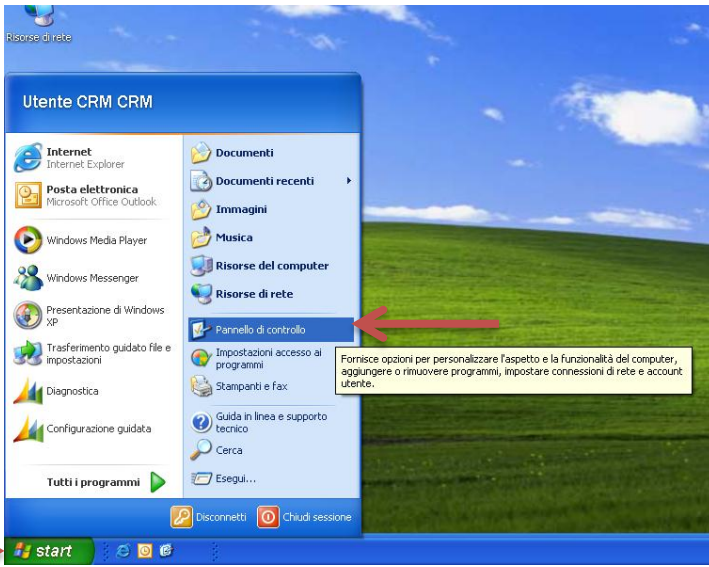 Risorse di rete
Utente CRM CRM
Internet
Internet Explorer
Posta elettronica
Microsoft Office Outlook
Windows Media Player
Windows Messenger
Presentazione di Windows
XP
Trasferimento guidato file e
impostazioni
Diagnostica
Configurazione guidata
Tutti i programmi
Documenti
Documenti recenti
Immagini
Musica
Risorse del computer
Risorse di rete
Pannello di controllo
Impostazioni accesso ai
programmi
Stampanti e fax
Guida in linea e supporto
tecnico
Cerca
Esegui...
Fornisce opzioni per personalizzare l'aspetto e la funzionalità del computer,
aggiungere o rimuovere programmi, impostare connessioni di rete e account
utente.
Disconnetti
Chiudi sessione
start